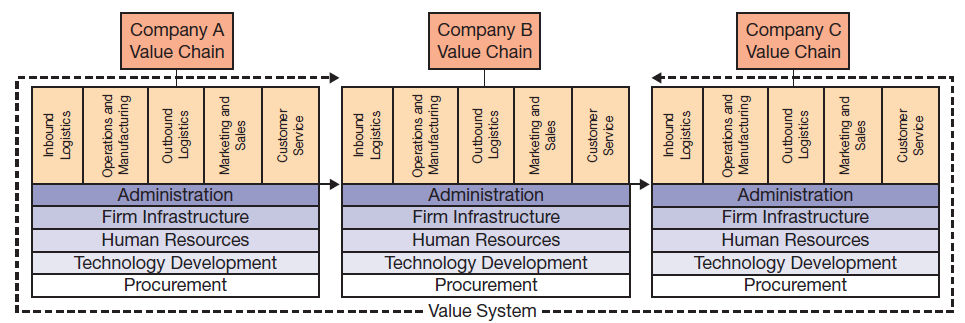 Company A
Value Chain
Company B
Value Chain
Company C
Value Chain
Inbound
Logistics
Operations and
Manufacturing
Outbound
Logistics
Marketing and
Sales
Customer
Service
Inbound
Logistics
Operations and
Manufacturing
Outbound
Logistics
Marketing and
Sales
Customer
Service
Inbound
Logistics
Operations and
Manufacturing
Outbound
Logistics
Marketing and
Sales
Customer
Service
Administration
Administration
Administration
Firm Infrastructure
Firm Infrastructure
Firm Infrastructure
Human Resources
Human Resources
Human Resources
Technology Development
Technology Development
Technology Development
Procurement
Procurement
Procurement
Value System